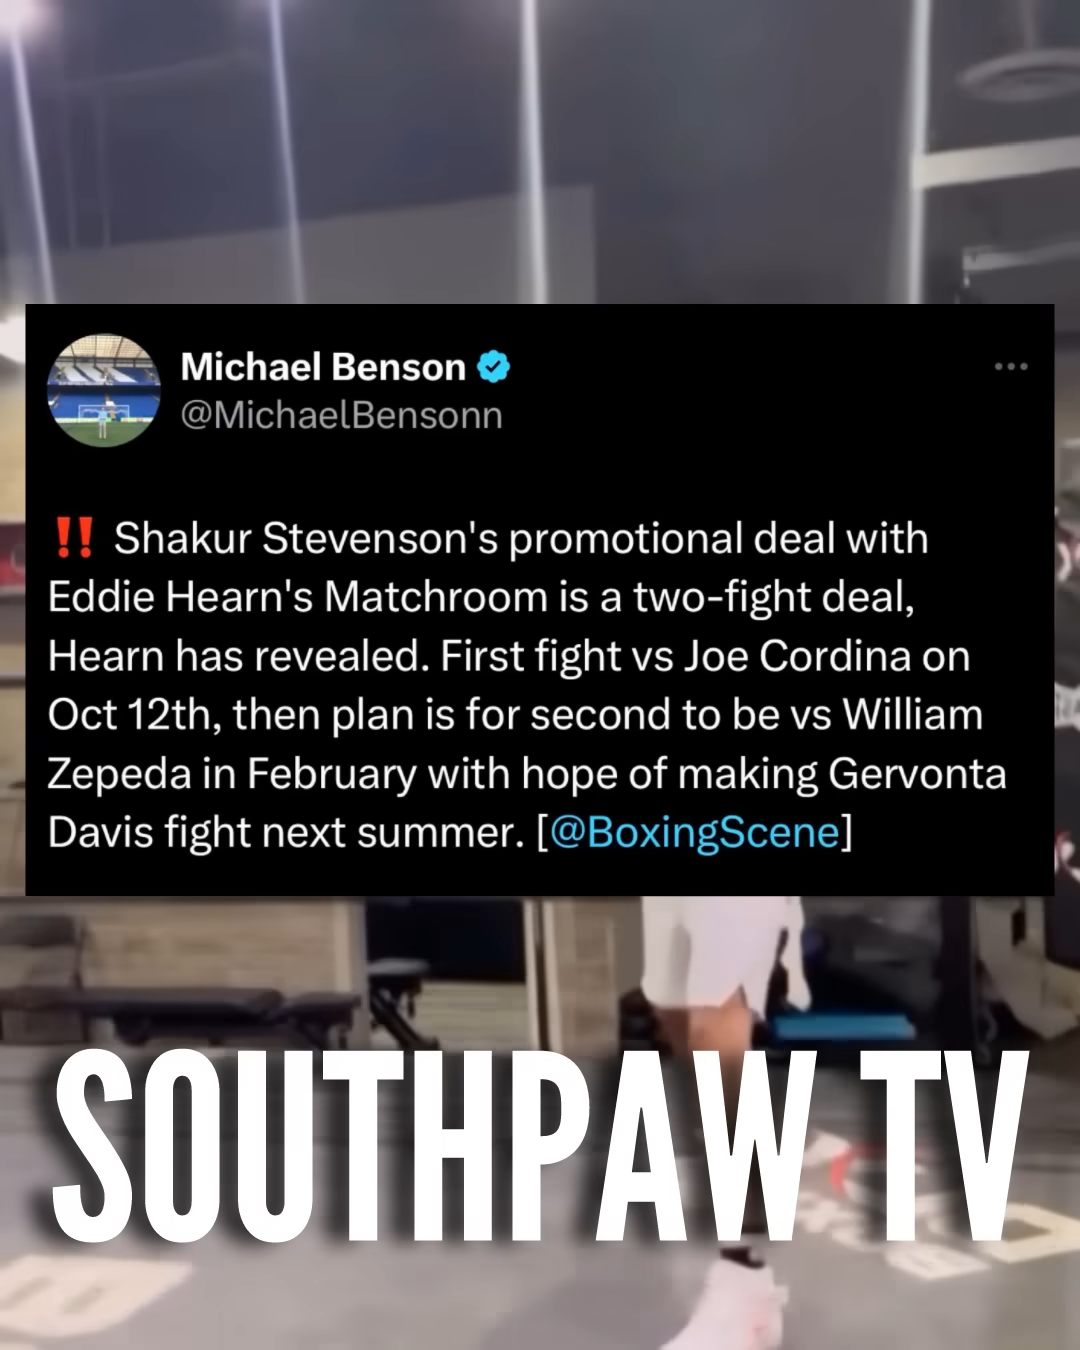 Michael Benson
@MichaelBensonn
‼️ Shakur Stevenson's promotional deal with
Eddie Hearn's Matchroom is a two-fight deal,
Hearn has revealed. First fight vs Joe Cordina on
Oct 12th, then plan is for second to be vs William
Zepeda in February with hope of making Gervonta
Davis fight next summer. [@BoxingScene]
SOUTHPAW TV